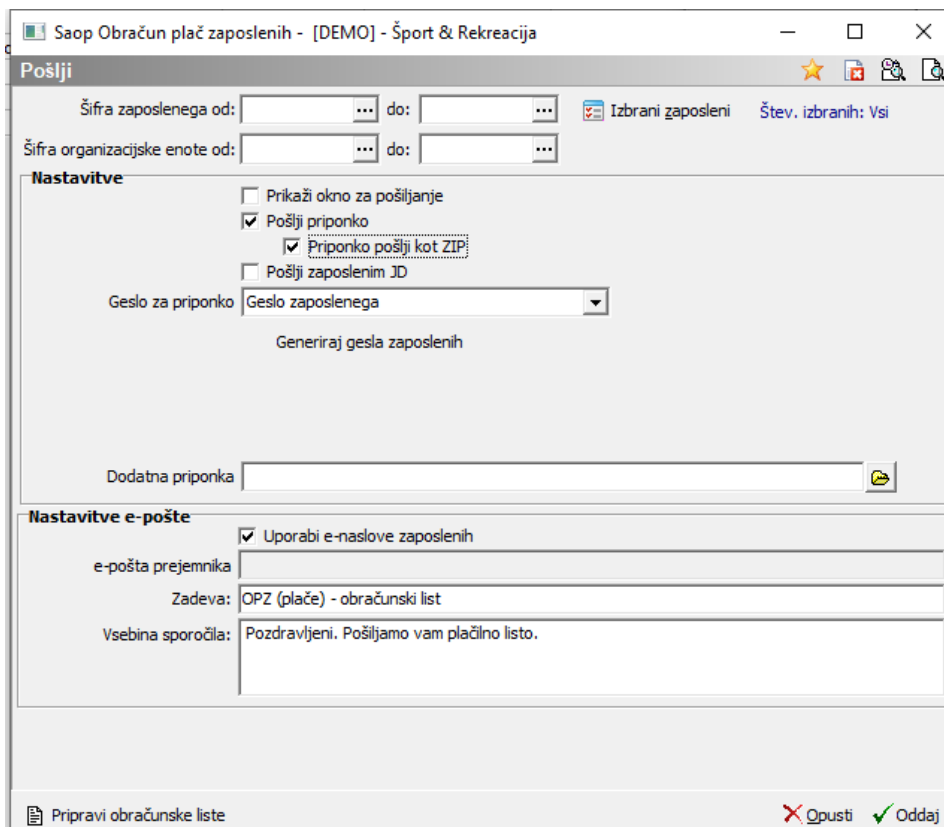 Saop Obračun plač zaposlenih - [DEMO] - Šport & Rekreacija
Pošlji
Šifra zaposlenega od: ... do: ... Izbrani zaposleni Štev. izbranih: Vsi
Šifra organizacijske enote od: ... do: ...
Nastavitve
Prikaži okno za pošiljanje
Pošlji priponko
Priponko pošlji kot ZIP
Pošlji zaposlenim JD
Geslo za priponko Geslo zaposlenega
Generiraj gesla zaposlenih
Dodatna priponka
Nastavitve e-pošte
Uporabi e-naslove zaposlenih
e-pošta prejemnika
Zadeva: OPZ (plače) - obračunski list
Vsebina sporočila: Pozdravljeni. Pošiljamo vam plačilno listo.
Pripravi obračunske liste Opusti Oddaj